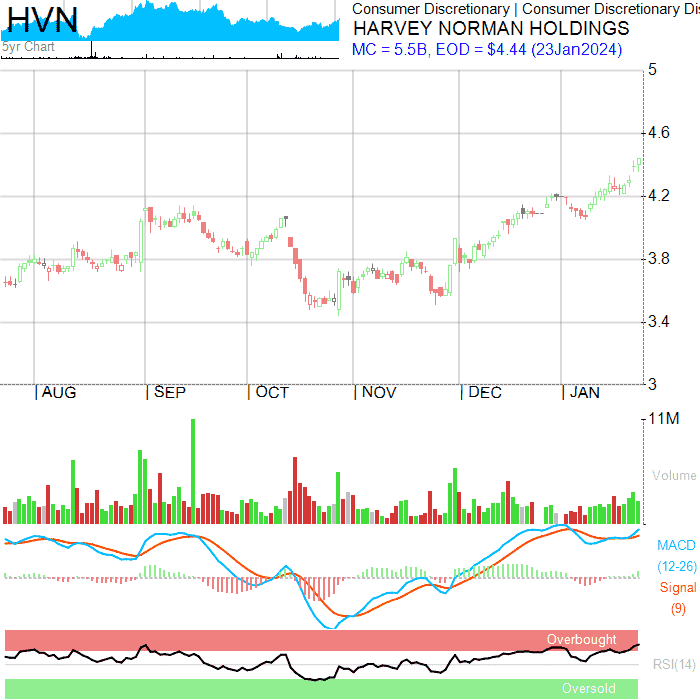 HVN
5yr Chart
Consumer Discretionary | Consumer Discretionary Dis
HARVEY NORMAN HOLDINGS
MC = 5.5B, EOD = $4.44 (23Jan2024)
5
4.6
4.2
3.8
3.4
3
| AUG | SEP | OCT | NOV | DEC | JAN
11M
Volume
MACD
(12-26)
Signal
(9)
Overbought
RSI(14)
Oversold